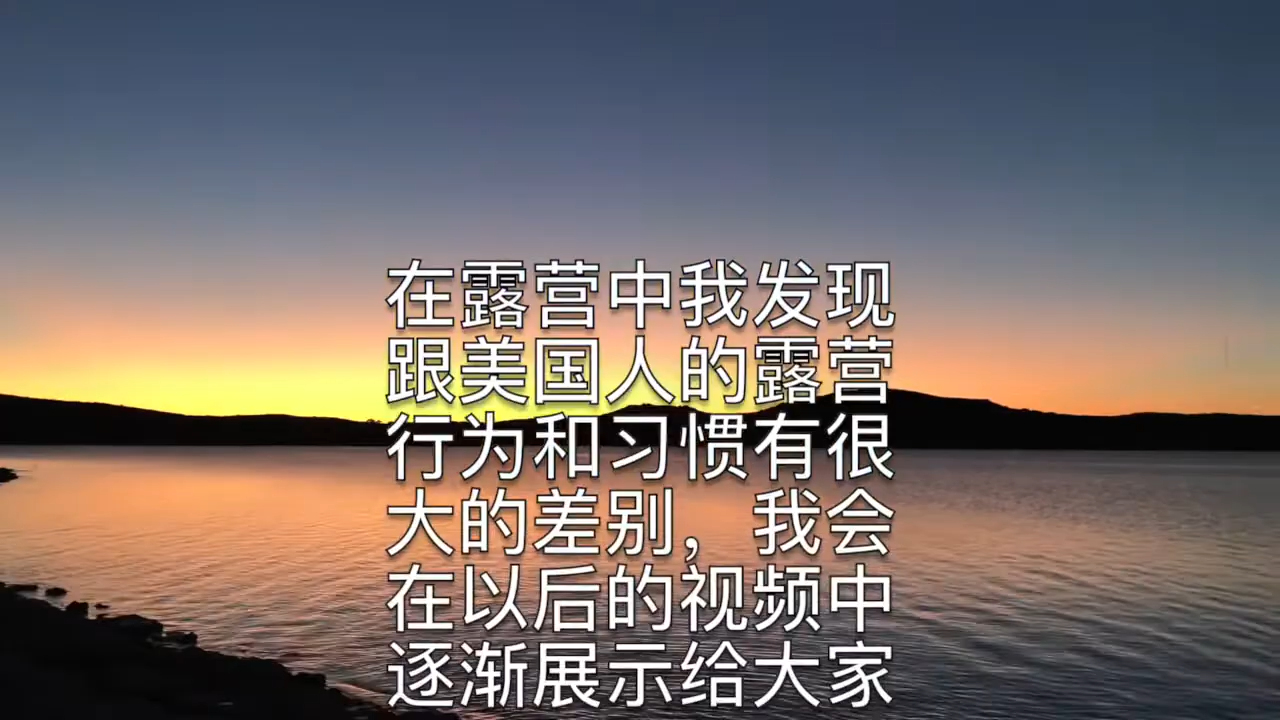 在露营中我发现
跟美国人的露营
行为和习惯有很
大的差别，我会
在以后的视频中
逐渐展示给大家